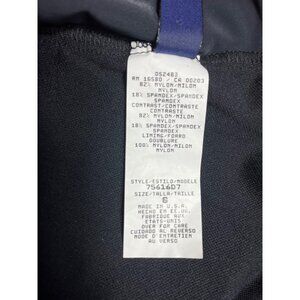 052483
RN 16580 / CA 00203
82% NYLON/NILON
NYLON
18% SPANDEX/SPANDEX
SPANDEX
CONTRAST/CONTRASTE
CONTRASTE
82% NYLON/NILON
NYLON
18% SPANDEX/SPANDEX
SPANDEX
LINING/FORRO
DOUBLURE
100% NYLON/NILON
NYLON
STYLE/ESTILO/MODELE
7561607
SIZE/TALLA/TAILLE
6
MADE IN U.S.A.
HECHO EN EE.UU.
FABRIQUE AUX
ETATS-UNIS
OVER FOR CARE
CUIDADO AL REVERSO
MODE D'ENTRETIEN
AU VERSO